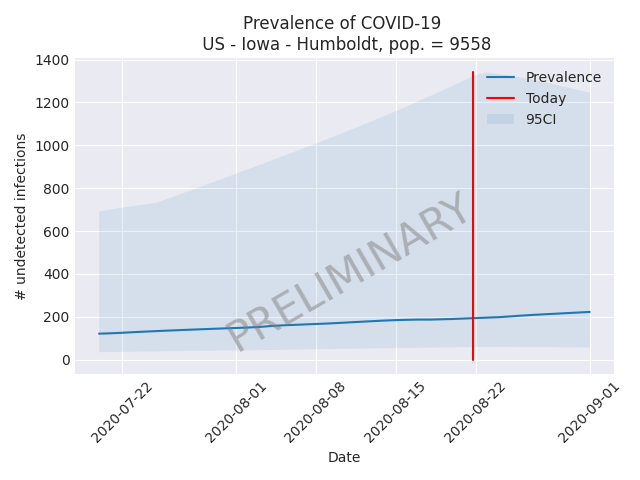 Prevalence of COVID-19
US - Iowa - Humboldt, pop. = 9558
1400
1200
1000
800
600
400
200
0
# undetected infections
Prevalence
Today
95CI
PRELIMINARY
2020-07-22
2020-08-01
2020-08-08
2020-08-15
2020-08-22
2020-09-01
Date